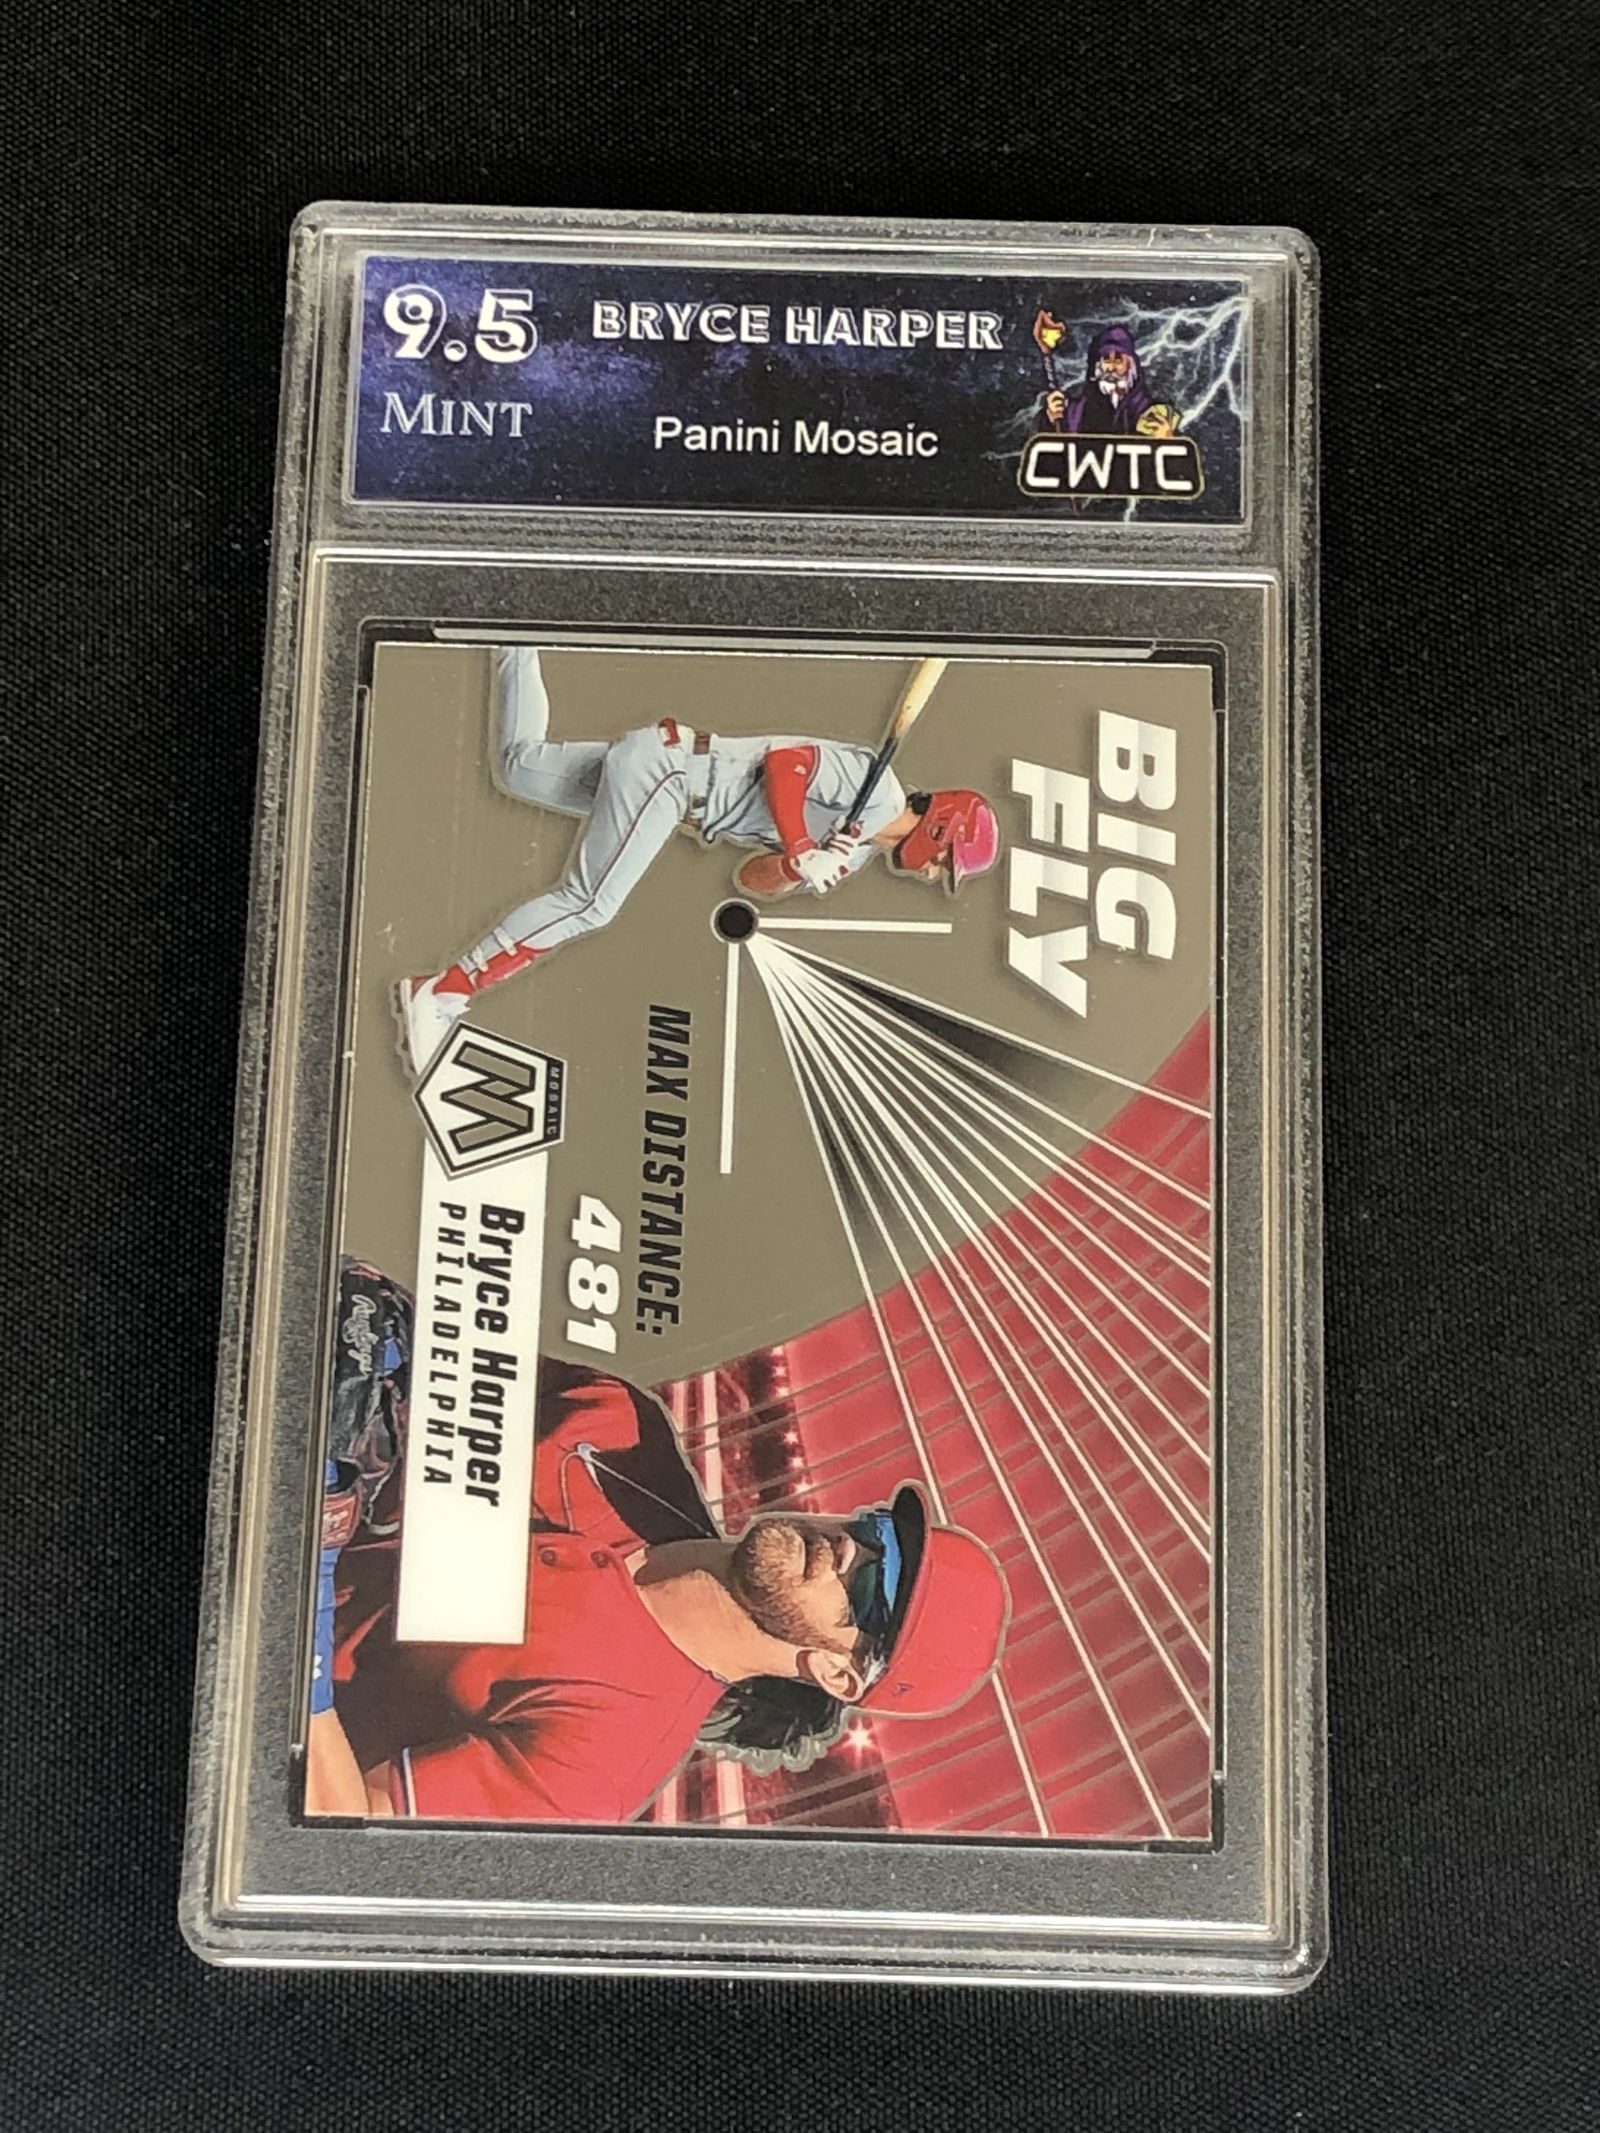 9.5
MINT
BRYCE HARPER
Panini Mosaic
CWTC
BIG
FLY
MAX DISTANCE:
481
MOSAIC
M
Bryce Harper
PHILADELPHIA